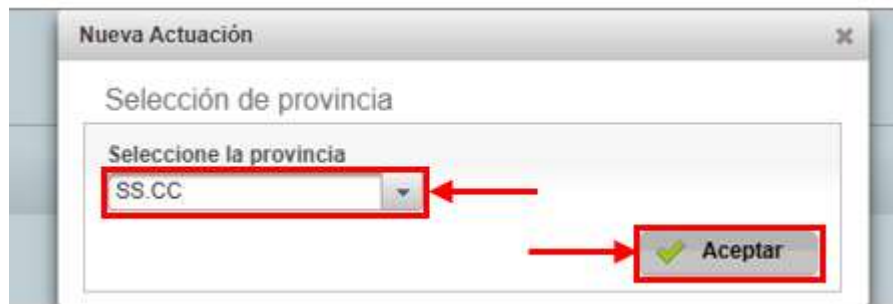 Nueva Actuación
Selección de provincia
Seleccione la provincia
SS.CC
Aceptar